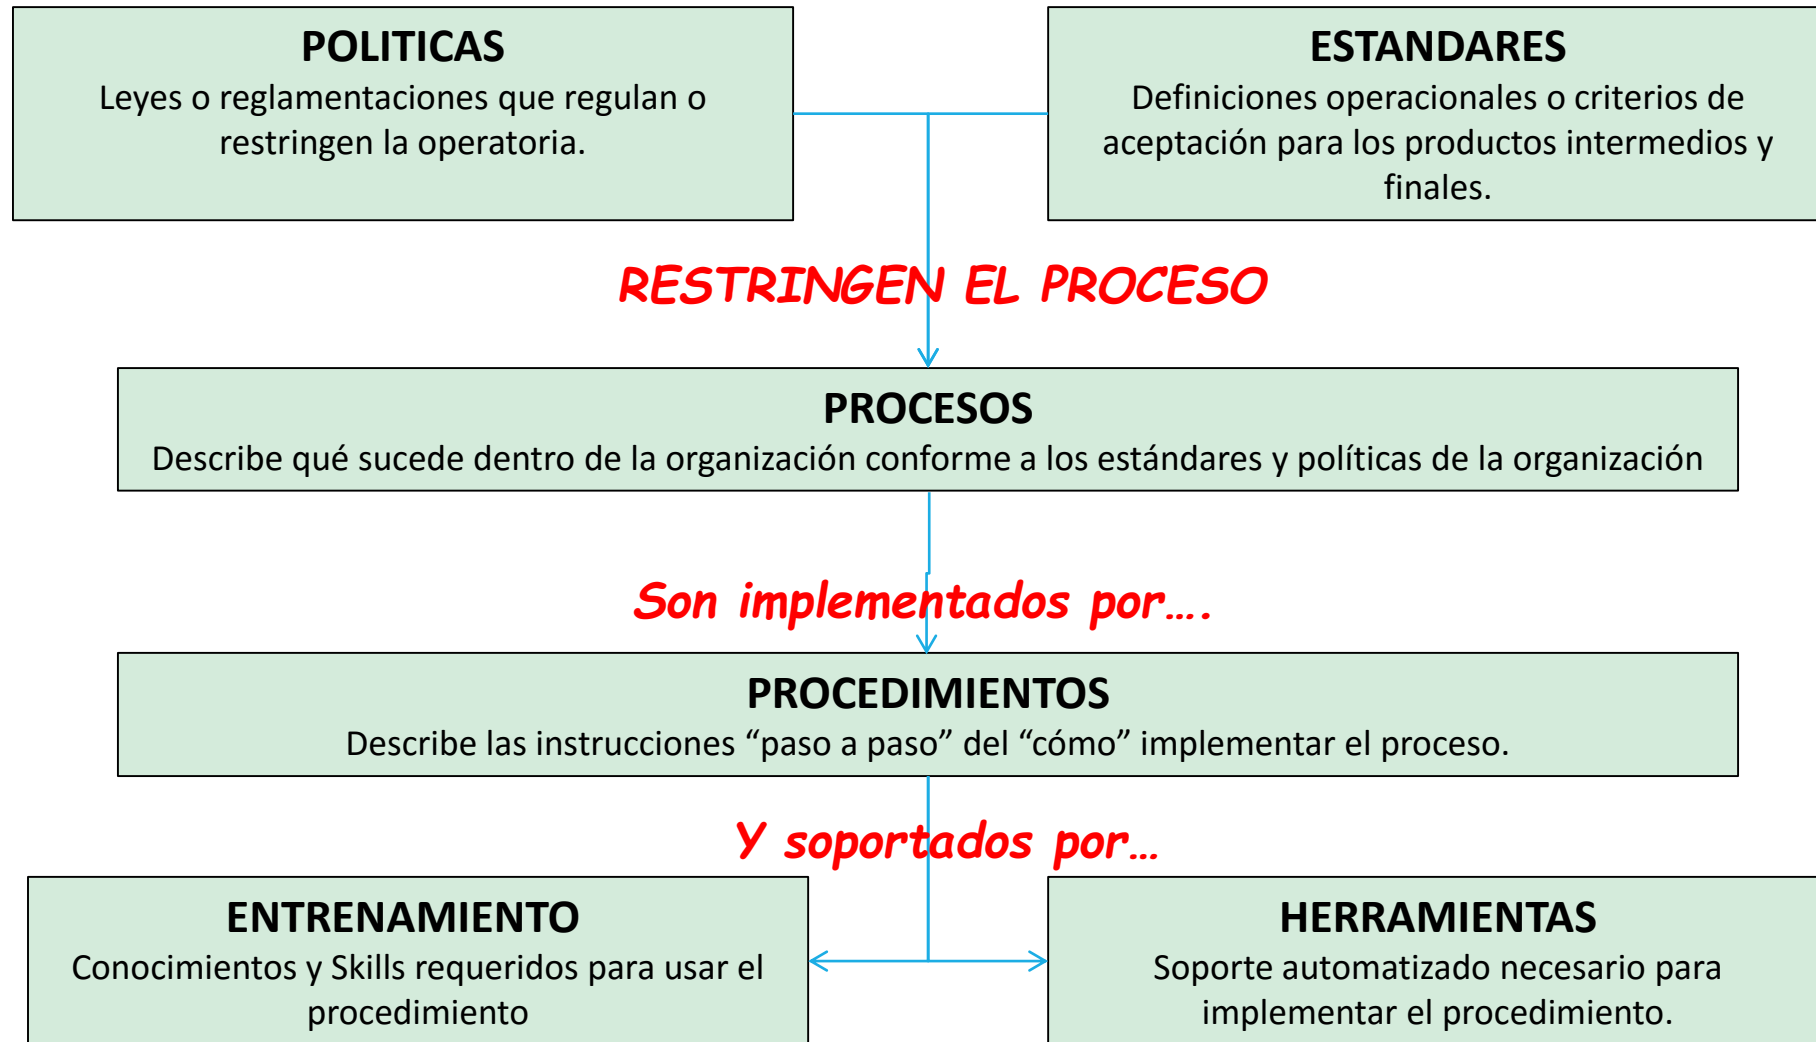 POLITICAS
Leyes o reglamentaciones que regulan o
restringen la operatoria.
ESTANDARES
Definiciones operacionales o criterios de
aceptación para los productos intermedios y
finales.
RESTRINGEN EL PROCESO
PROCESOS
Describe qué sucede dentro de la organización conforme a los estándares y políticas de la organización
Son implementados por….
PROCEDIMIENTOS
Describe las instrucciones “paso a paso” del “cómo” implementar el proceso.
Y soportados por…
ENTRENAMIENTO
Conocimientos y Skills requeridos para usar el
procedimiento
HERRAMIENTAS
Soporte automatizado necesario para
implementar el procedimiento.